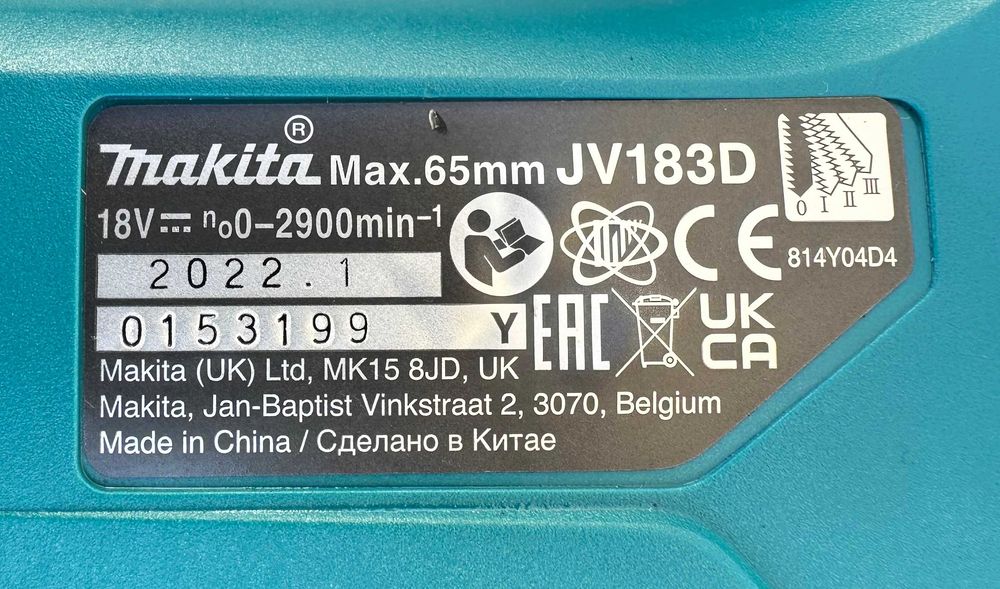 makita® Max.65mm JV183D
18V⎓ n₀0–2900min⁻¹
0 I II III
814Y04D4
2022.1
0153199 Y
EAC
CE
UK
CA
Makita (UK) Ltd, MK15 8JD, UK
Makita, Jan-Baptist Vinkstraat 2, 3070, Belgium
Made in China / Сделано в Китае